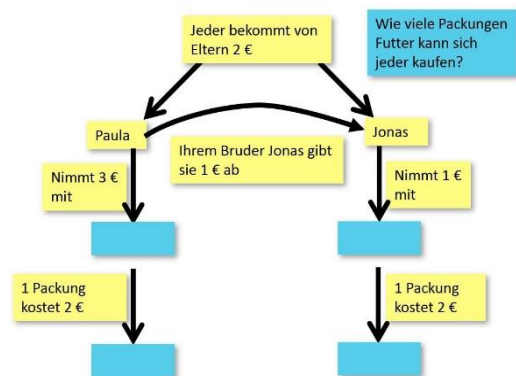 Jeder bekommt von
Eltern 2 €
Wie viele Packungen
Futter kann sich
jeder kaufen?
Paula
Jonas
Ihrem Bruder Jonas gibt
sie 1 € ab
Nimmt 3 €
mit
Nimmt 1 €
mit
1 Packung
kostet 2 €
1 Packung
kostet 2 €